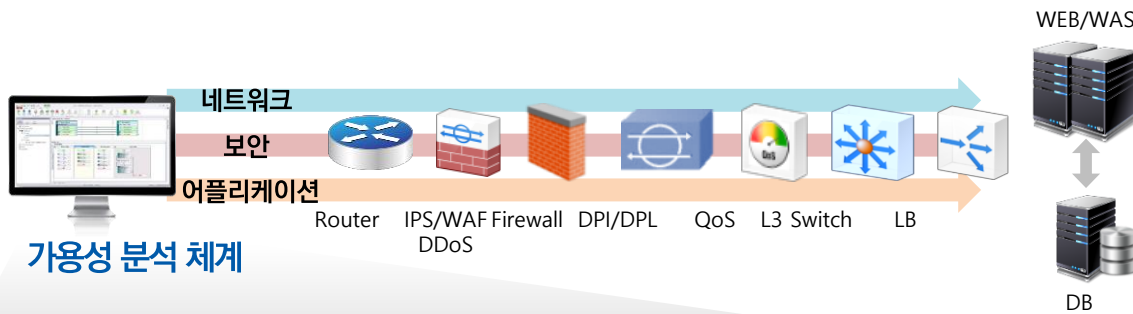 WEB/WAS
네트워크
보안
어플리케이션
QoS
Router IPS/WAF Firewall DPI/DPL QoS L3 Switch LB
DDoS
가용성 분석 체계
DB